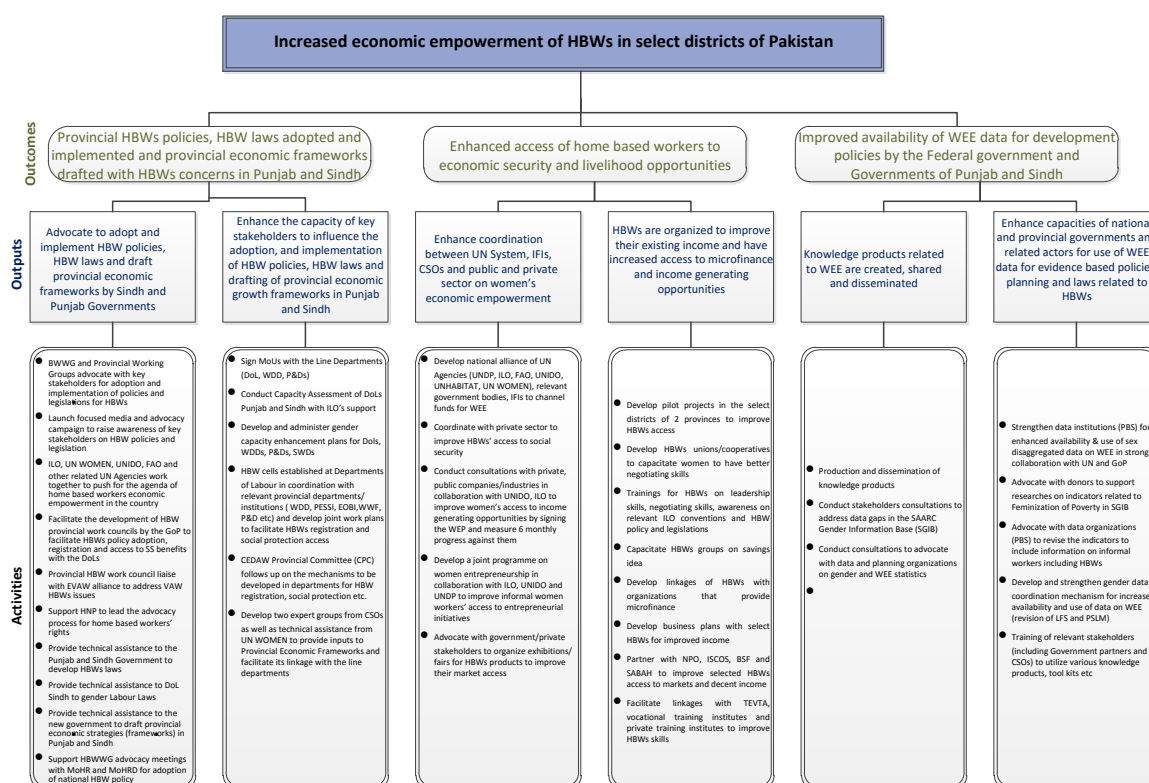 Increased economic empowerment of HBWs in select districts of Pakistan
Outcomes
Provincial HBWs policies, HBW laws adopted and
implemented and provincial economic frameworks
drafted with HBWs concerns in Punjab and Sindh
Enhanced access of home based workers to
economic security and livelihood opportunities
Improved availability of WEE data for development
policies by the Federal government and
Governments of Punjab and Sindh
Outputs
Advocate to adopt and
implement HBW policies,
HBW laws and draft
provincial economic
frameworks by Sindh and
Punjab Governments
Enhance the capacity of key
stakeholders to influence the
adoption, and implementation
of HBW policies, HBW laws and
drafting of provincial economic
growth frameworks in Punjab
and Sindh
Enhance coordination
between UN System, IFIs,
CSOs and public and private
sector on women's
economic empowerment
HBWs are organized to improve
their existing income and have
increased access to microfinance
and income generating
opportunities
Knowledge products related
to WEE are created, shared
and disseminated
Enhance capacities of national
and provincial governments an
related actors for use of WEE
data for evidence based policie
planning and laws related to
HBWs
Activities
● BWWG and Provincial Working
Groups advocate with key
stakeholders for adoption and
implementation of policies and
legislations for HBWs
● Launch focused media and advocacy
campaign to raise awareness of key
stakeholders on HBW policies and
legislation
● ILO, UN WOMEN, UNIDO, FAO and
other related UN Agencies work
together to push for the agenda of
home based workers economic
empowerment in the country
● Facilitate the development of HBW
provincial work councils by the GoP to
facilitate HBWs policy adoption,
registration and access to SS benefits
with the DoLs
● Provincial HBW work council liaise
with EVAW alliance to address VAW
HBWs issues
● Support HNP to lead the advocacy
process for home based workers'
rights
● Provide technical assistance to the
Punjab and Sindh Government to
develop HBWs laws
● Provide technical assistance to DoL
Sindh to gender Labour Laws
● Provide technical assistance to the
new government to draft provincial
economic strategies (frameworks) in
Punjab and Sindh
● Support HBWWG advocacy meetings
with MoHR and MoHRD for adoption
of national HBW policy
● Sign MoUs with the Line Departments
(DoL, WDD, P&Ds)
● Conduct Capacity Assessment of DoLs
Punjab and Sindh with ILO's support
● Develop and administer gender
capacity enhancement plans for Dols,
WDDs, P&Ds, SWDs
● HBW cells established at Departments
of Labour in coordination with
relevant provincial departments/
institutions ( WDD, PESSI, EOBI,WWF,
P&D etc) and develop joint work plans
to facilitate HBWs registration and
social protection access
● CEDAW Provincial Committee (CPC)
follows up on the mechanisms to be
developed in departments for HBW
registration, social protection etc.
● Develop two expert groups from CSOs
as well as technical assistance from
UN WOMEN to provide inputs to
Provincial Economic Frameworks and
facilitate its linkage with the line
departments
● Develop national alliance of UN
Agencies (UNDP, ILO, FAO, UNIDO,
UNHABITAT, UN WOMEN), relevant
government bodies, IFIs to channel
funds for WEE
● Coordinate with private sector to
improve HBWs' access to social
security
● Conduct consultations with private,
public companies/industries in
collaboration with UNIDO, ILO to
improve women's access to income
generating opportunities by signing
the WEP and measure 6 monthly
progress against them
● Develop a joint programme on
women entrepreneurship in
collaboration with ILO, UNIDO and
UNDP to improve informal women
workers' access to entrepreneurial
initiatives
● Advocate with government/private
stakeholders to organize exhibitions/
fairs for HBWs products to improve
their market access
● Develop pilot projects in the select
districts of 2 provinces to improve
HBWs access
● Develop HBWs unions/cooperatives
to capacitate women to have better
negotiating skills
● Trainings for HBWs on leadership
skills, negotiating skills, awareness on
relevant ILO conventions and HBW
policy and legislations
● Capacitate HBWs groups on savings
idea
● Develop linkages of HBWs with
organizations that provide
microfinance
● Develop business plans with select
HBWs for improved income
● Partner with NPO, ISCOS, BSF and
SABAH to improve selected HBWs
access to markets and decent income
● Facilitate linkages with TEVTA,
vocational training institutes and
private training institutes to improve
HBWs skills
● Production and dissemination of
knowledge products
● Conduct stakeholders consultations to
address data gaps in the SAARC
Gender Information Base (SGIB)
● Conduct consultations to advocate
with data and planning organizations
on gender and WEE statistics
●
● Strengthen data institutions (PBS) for
enhanced availability & use of sex
disaggregated data on WEE in strong
collaboration with UN and GoP
● Advocate with donors to support
researches on indicators related to
Feminization of Poverty in SGIB
● Advocate with data organizations
(PBS) to revise the indicators to
include information on informal
workers including HBWs
● Develop and strengthen gender data
coordination mechanism for increase
availability and use of data on WEE
(revision of LFS and PSLM)
● Training of relevant stakeholders
(including Government partners and
CSOs) to utilize various knowledge
products, tool kits etc